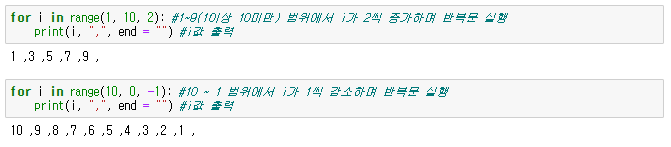 for i in range(1, 10, 2): #1~9(10이상 10미만) 범위에서 i가 2씩 증가하며 반복문 실행
    print(i, ",", end = "") #i값 출력
1 ,3 ,5 ,7 ,9 ,
for i in range(10, 0, -1): #10 ~ 1 범위에서 i가 1씩 감소하며 반복문 실행
    print(i, ",", end = "") #i값 출력
10 ,9 ,8 ,7 ,6 ,5 ,4 ,3 ,2 ,1 ,